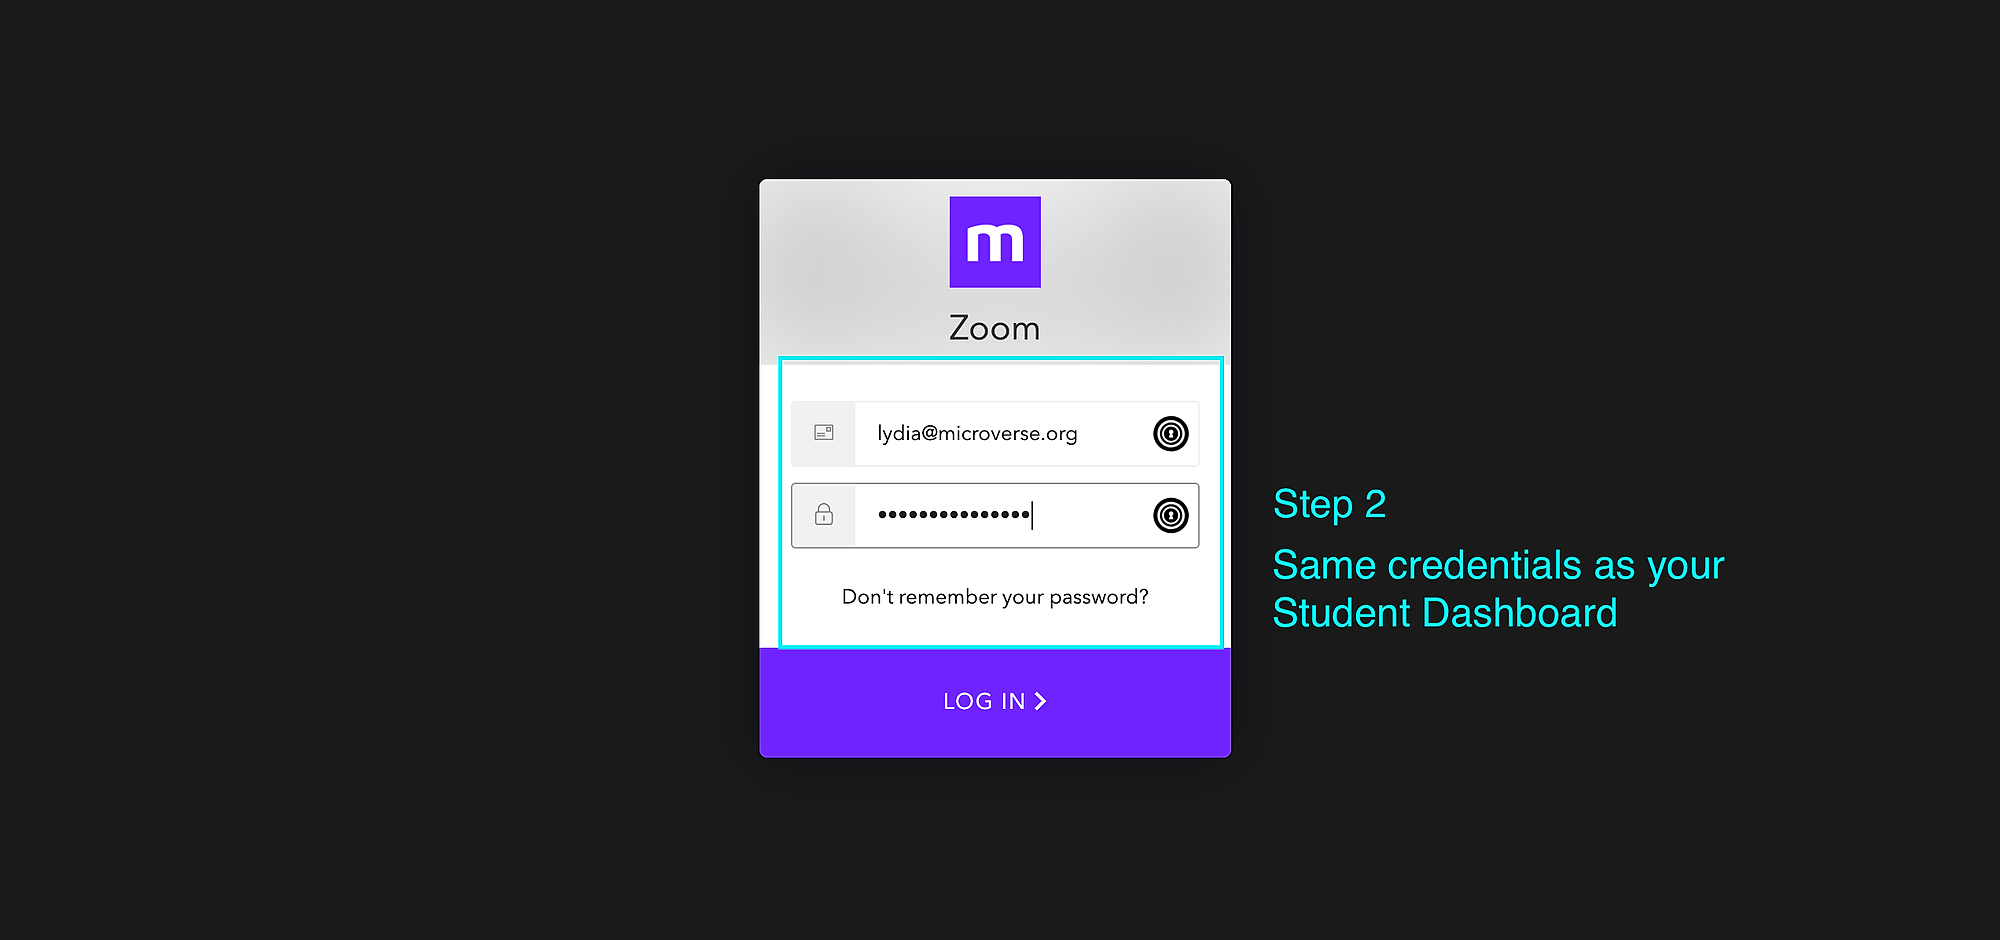 m
Zoom
lydia@microverse.org
•••••••••••••••
Don't remember your password?
LOG IN
Step 2
Same credentials as your
Student Dashboard